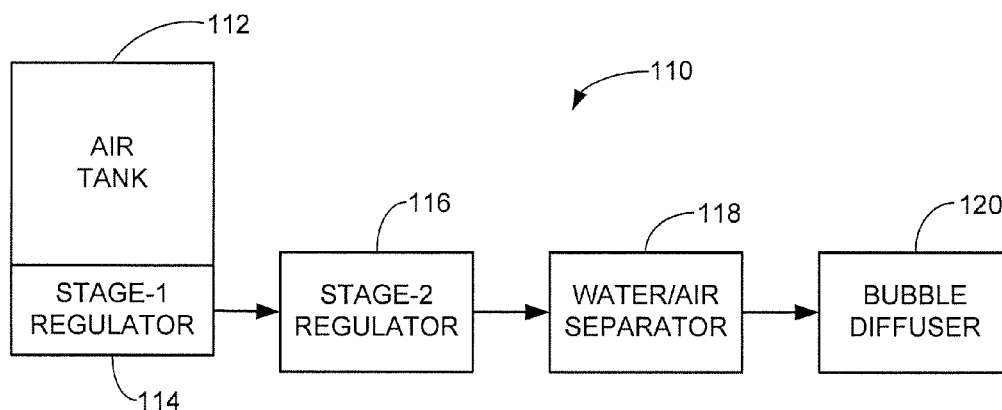 112
110
AIR
TANK
116
118
120
STAGE-1
REGULATOR
STAGE-2
REGULATOR
WATER/AIR
SEPARATOR
BUBBLE
DIFFUSER
114